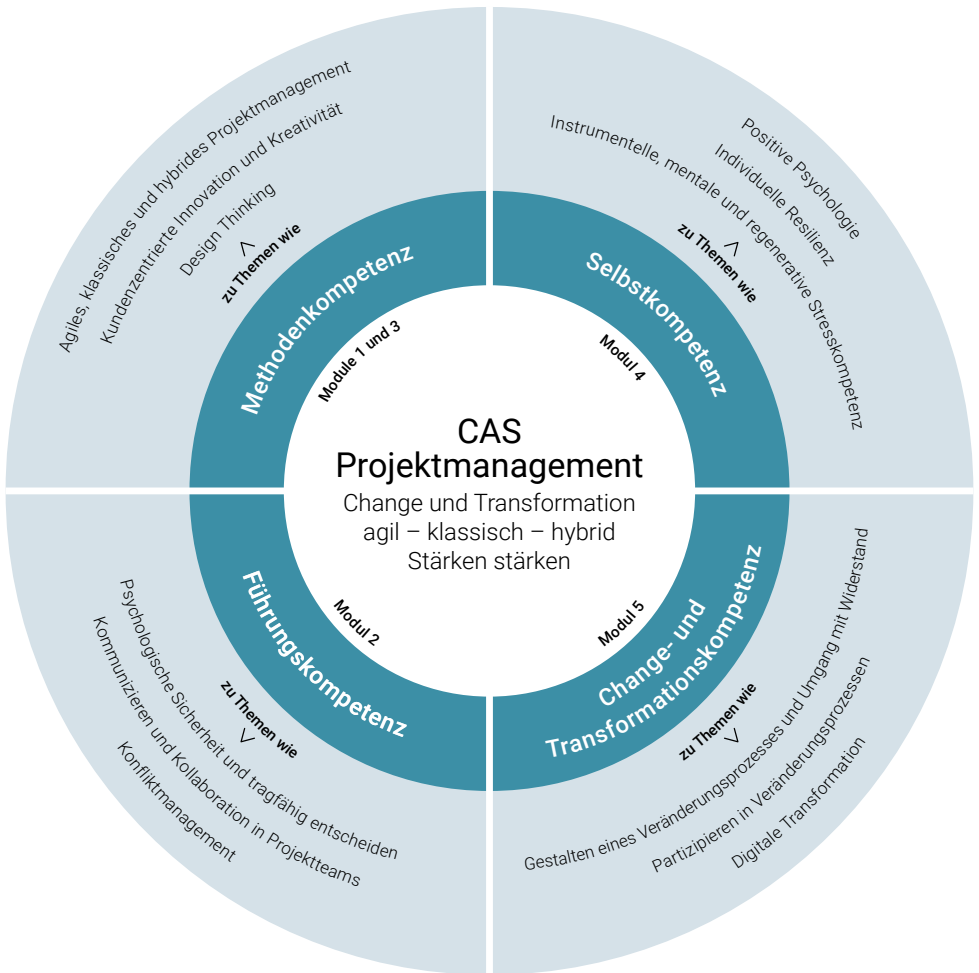 CAS
Projektmanagement
Change und Transformation
agil – klassisch – hybrid
Stärken stärken
Module 1 und 3
Methodenkompetenz
zu Themen wie
Design Thinking
Kundenzentrierte Innovation und Kreativität
Agiles, klassisches und hybrides Projektmanagement
Modul 4
Selbstkompetenz
zu Themen wie
Instrumentelle, mentale und regenerative Stresskompetenz
Individuelle Resilienz
Positive Psychologie
Modul 2
Führungskompetenz
zu Themen wie
Psychologische Sicherheit und tragfähig entscheiden
Kommunizieren und Kollaboration in Projektteams
Konfliktmanagement
Modul 5
Change- und
Transformationskompetenz
zu Themen wie
Gestalten eines Veränderungsprozesses und Umgang mit Widerstand
Partizipieren in Veränderungsprozessen
Digitale Transformation